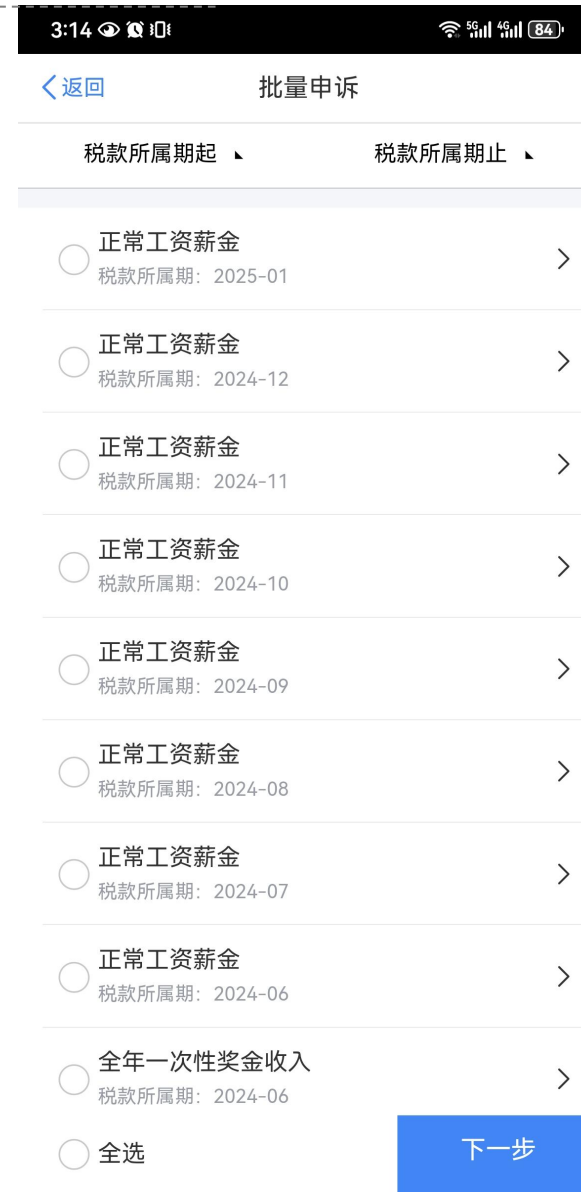 3:14 5G 4G 84
返回 批量申诉
税款所属期起 税款所属期止
正常工资薪金
税款所属期：2025-01
正常工资薪金
税款所属期：2024-12
正常工资薪金
税款所属期：2024-11
正常工资薪金
税款所属期：2024-10
正常工资薪金
税款所属期：2024-09
正常工资薪金
税款所属期：2024-08
正常工资薪金
税款所属期：2024-07
正常工资薪金
税款所属期：2024-06
全年一次性奖金收入
税款所属期：2024-06
全选 下一步